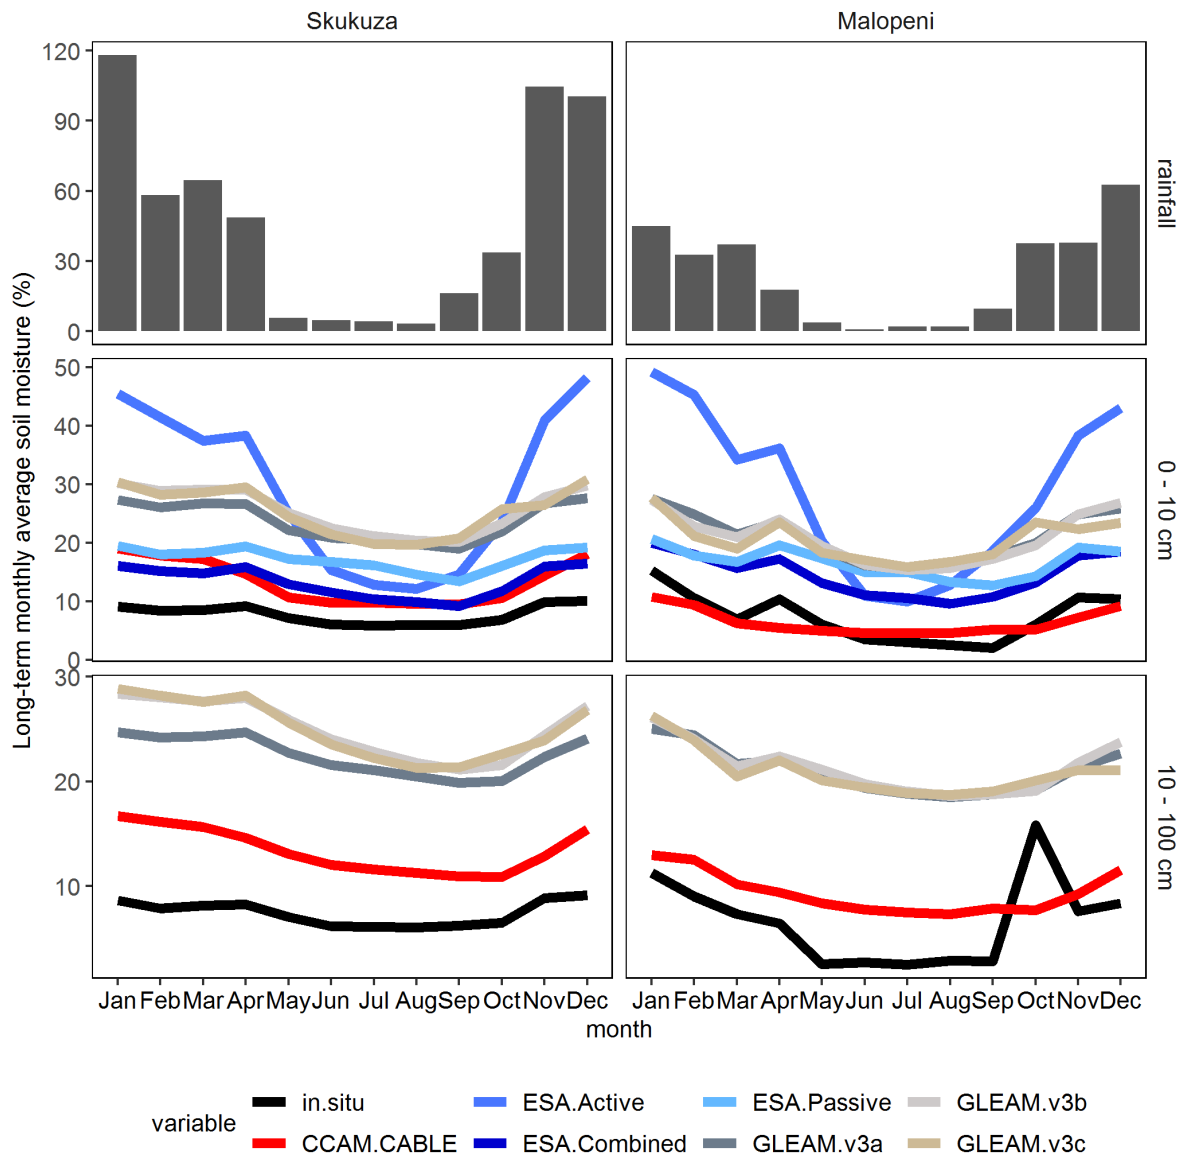 Skukuza Malopeni
120
90
60
30
0
rainfall
50
40
30
20
10
0
0 - 10 cm
30
20
10
10 - 100 cm
Long-term monthly average soil moisture (%)
Jan Feb Mar Apr May Jun Jul Aug Sep Oct Nov Dec Jan Feb Mar Apr May Jun Jul Aug Sep Oct Nov Dec
month
variable
in.situ ESA.Active ESA.Passive GLEAM.v3b
CCAM.CABLE ESA.Combined GLEAM.v3a GLEAM.v3c